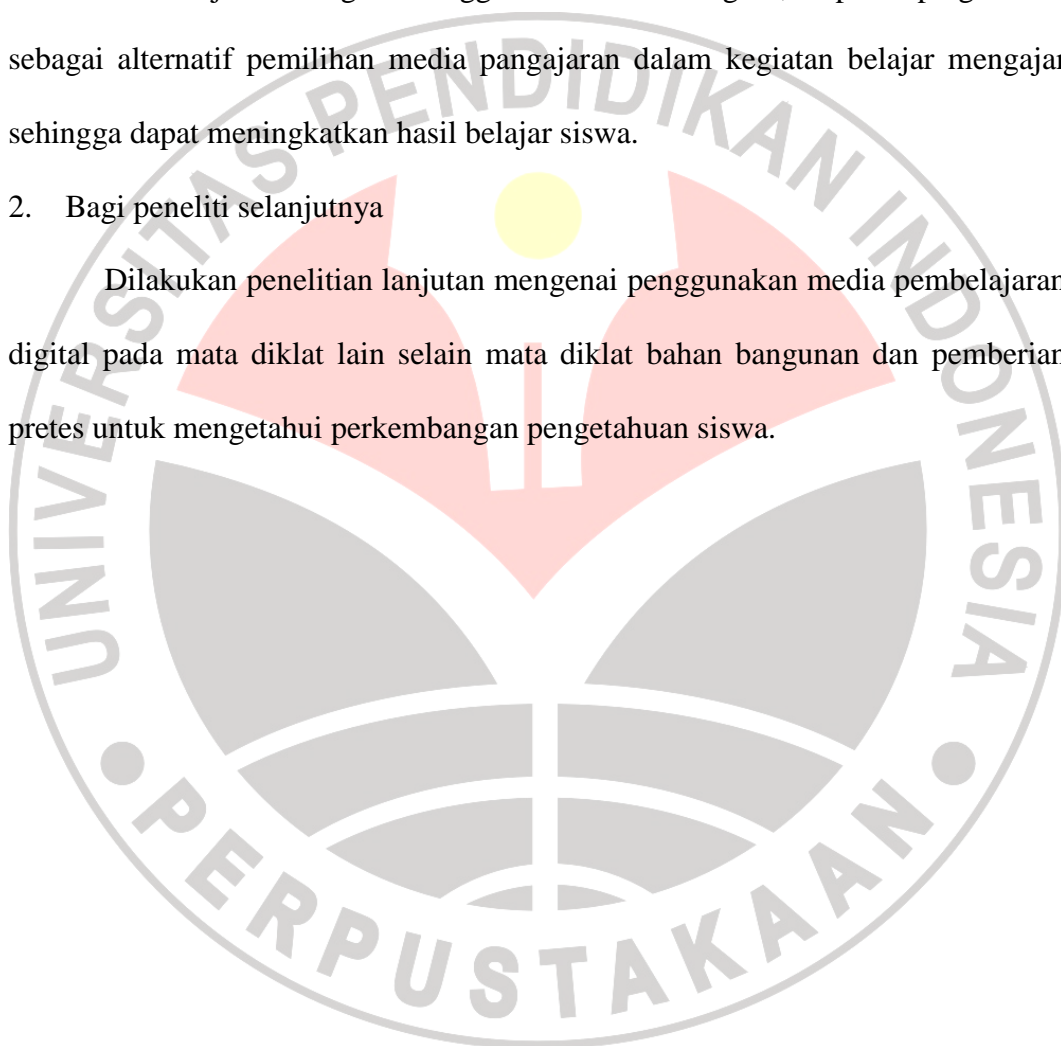 sebagai alternatif pemilihan media pangajaran dalam kegiatan belajar mengajar
sehingga dapat meningkatkan hasil belajar siswa.
2. Bagi peneliti selanjutnya
Dilakukan penelitian lanjutan mengenai penggunakan media pembelajaran
digital pada mata diklat lain selain mata diklat bahan bangunan dan pemberian
pretes untuk mengetahui perkembangan pengetahuan siswa.
UNIVERSITAS PENDIDIKAN INDONESIA
PERPUSTAKAAN